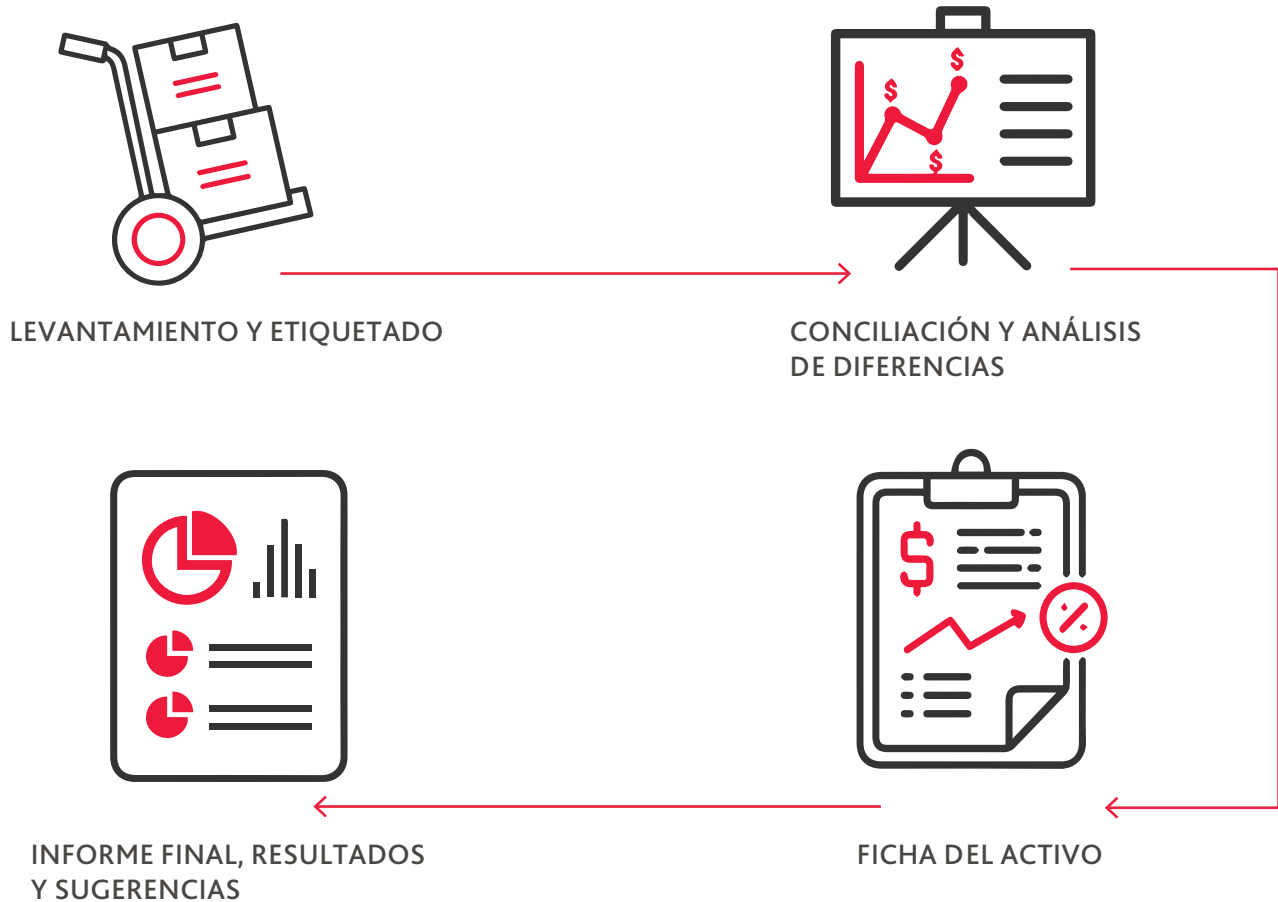 $
$
$
LEVANTAMIENTO Y ETIQUETADO
CONCILIACIÓN Y ANÁLISIS
DE DIFERENCIAS
$
%
INFORME FINAL, RESULTADOS
Y SUGERENCIAS
FICHA DEL ACTIVO